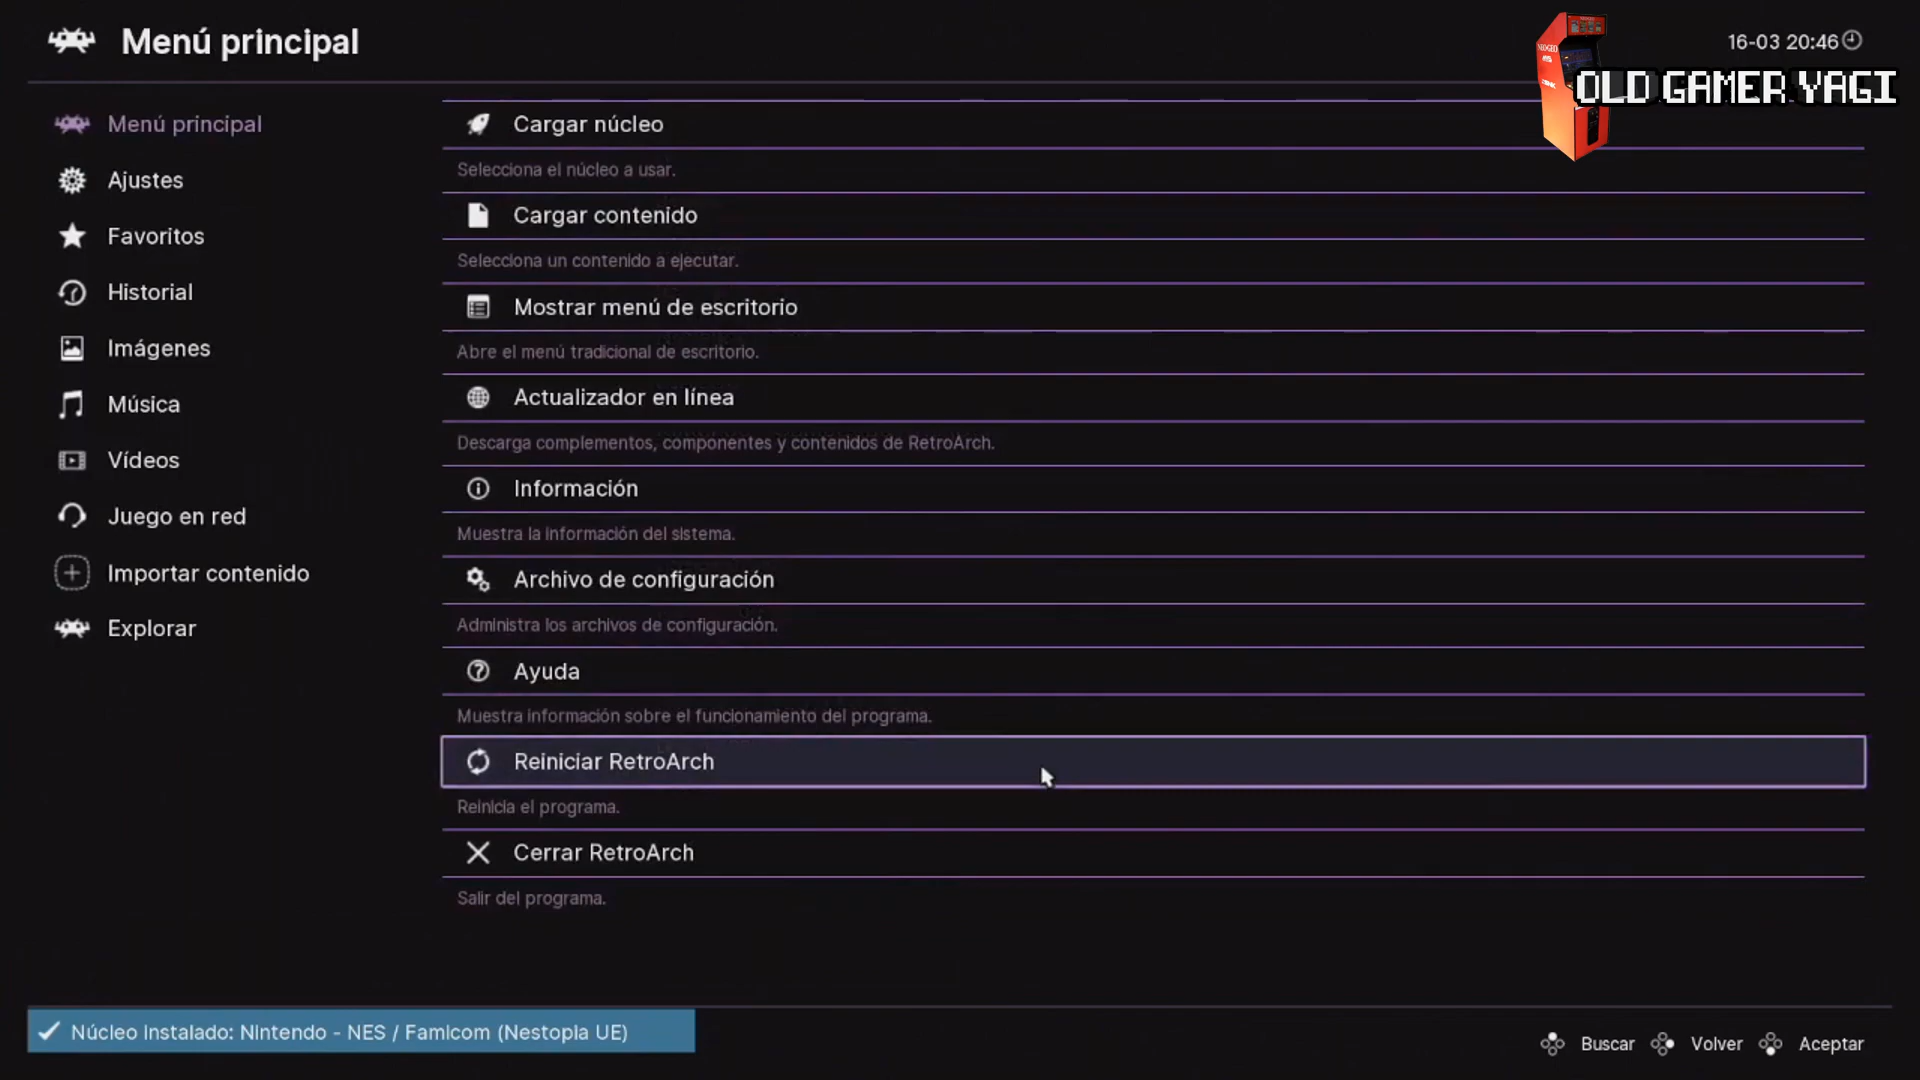 Menú principal
16-03 20:46
OLD GAMER YAGI
Menú principal
Ajustes
Favoritos
Historial
Imágenes
Música
Vídeos
Juego en red
Importar contenido
Explorar
Cargar núcleo
Selecciona el núcleo a usar.
Cargar contenido
Selecciona un contenido a ejecutar.
Mostrar menú de escritorio
Abre el menú tradicional de escritorio.
Actualizador en línea
Descarga complementos, componentes y contenidos de RetroArch.
Información
Muestra la información del sistema.
Archivo de configuración
Administra los archivos de configuración.
Ayuda
Muestra información sobre el funcionamiento del programa.
Reiniciar RetroArch
Reinicia el programa.
Cerrar RetroArch
Salir del programa.
Núcleo instalado: Nintendo - NES / Famicom (Nestopia UE)
Buscar Volver Aceptar